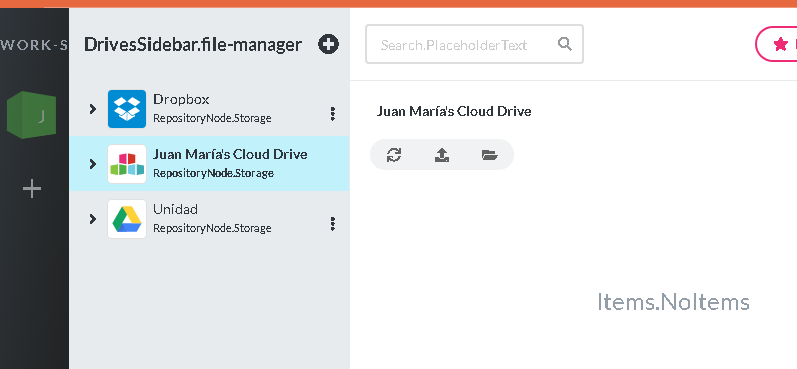 WORK-S
J
DrivesSidebar.file-manager
Dropbox
RepositoryNode.Storage
Juan María's Cloud Drive
RepositoryNode.Storage
Unidad
RepositoryNode.Storage
Search.PlaceholderText
Juan María's Cloud Drive
Items.NoItems